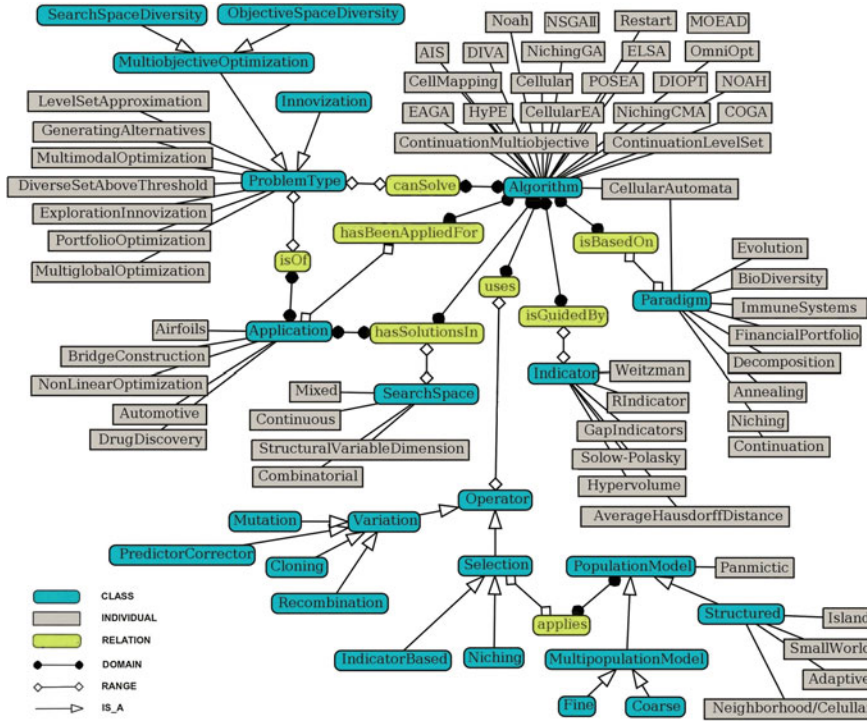 SearchSpaceDiversity
ObjectiveSpaceDiversity
MultiobjectiveOptimization
Innovization
LevelSetApproximation
GeneratingAlternatives
MultimodalOptimization
DiverseSetAboveThreshold
ExplorationInnovization
PortfolioOptimization
MultiglobalOptimization
ProblemType
canSolve
Algorithm
Noah
NSGAII
Restart
MOEAD
AIS
DIVA
NichingGA
ELSA
OmniOpt
CellMapping
Cellular
POSEA
DIOPT
NOAH
EAGA
HyPE
CellularEA
NichingCMA
COGA
ContinuationMultiobjective
ContinuationLevelSet
CellularAutomata
hasBeenAppliedFor
isBasedOn
isOf
uses
isGuidedBy
Paradigm
Evolution
BioDiversity
ImmuneSystems
FinancialPortfolio
Decomposition
Annealing
Niching
Continuation
Airfoils
Application
hasSolutionsIn
BridgeConstruction
NonLinearOptimization
Automotive
DrugDiscovery
Mixed
SearchSpace
Continuous
StructuralVariableDimension
Combinatorial
Indicator
Weitzman
RIndicator
GapIndicators
Solow-Polasky
Hypervolume
AverageHausdorffDistance
Operator
Mutation
Variation
PredictorCorrector
Cloning
Recombination
Selection
PopulationModel
Panmictic
applies
Structured
Island
SmallWorld
Adaptive
Neighborhood/Celulla
IndicatorBased
Niching
MultipopulationModel
Fine
Coarse
CLASS
INDIVIDUAL
RELATION
DOMAIN
RANGE
IS_A